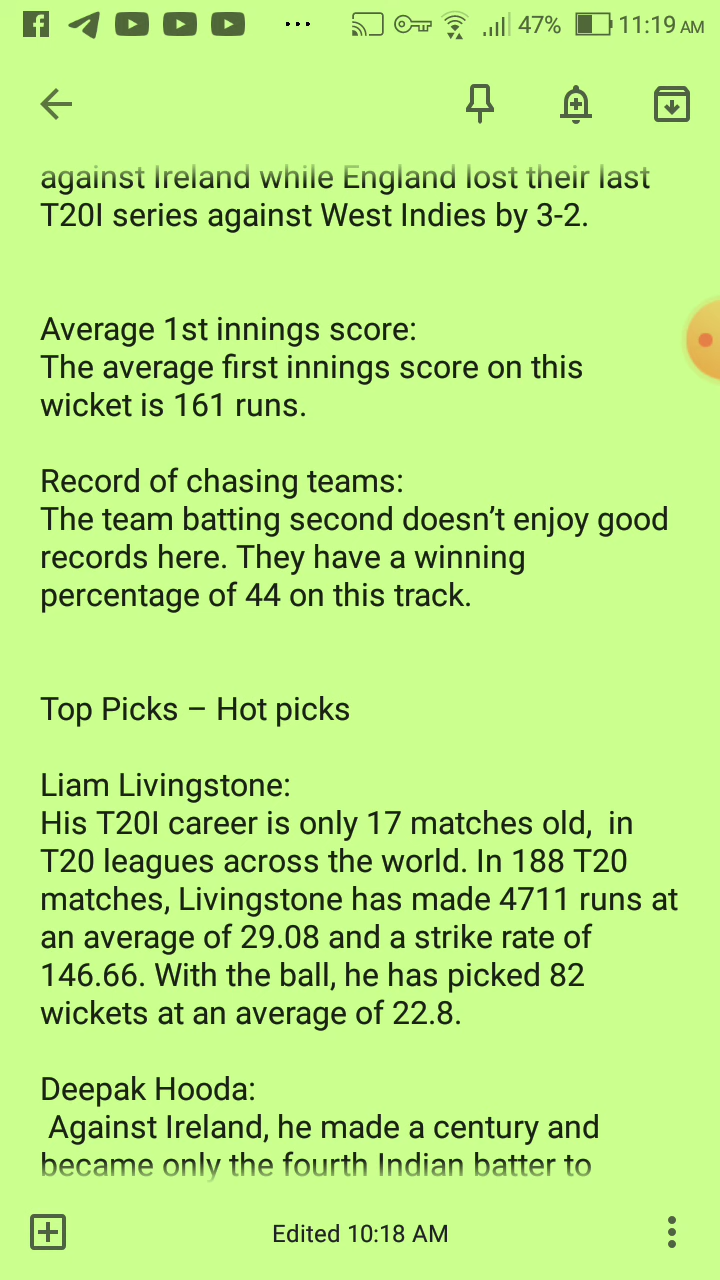 47% 11:19 AM
against Ireland while England lost their last
T20I series against West Indies by 3-2.
Average 1st innings score:
The average first innings score on this
wicket is 161 runs.
Record of chasing teams:
The team batting second doesn’t enjoy good
records here. They have a winning
percentage of 44 on this track.
Top Picks – Hot picks
Liam Livingstone:
His T20I career is only 17 matches old,  in
T20 leagues across the world. In 188 T20
matches, Livingstone has made 4711 runs at
an average of 29.08 and a strike rate of
146.66. With the ball, he has picked 82
wickets at an average of 22.8.
Deepak Hooda:
Against Ireland, he made a century and
became only the fourth Indian batter to
Edited 10:18 AM